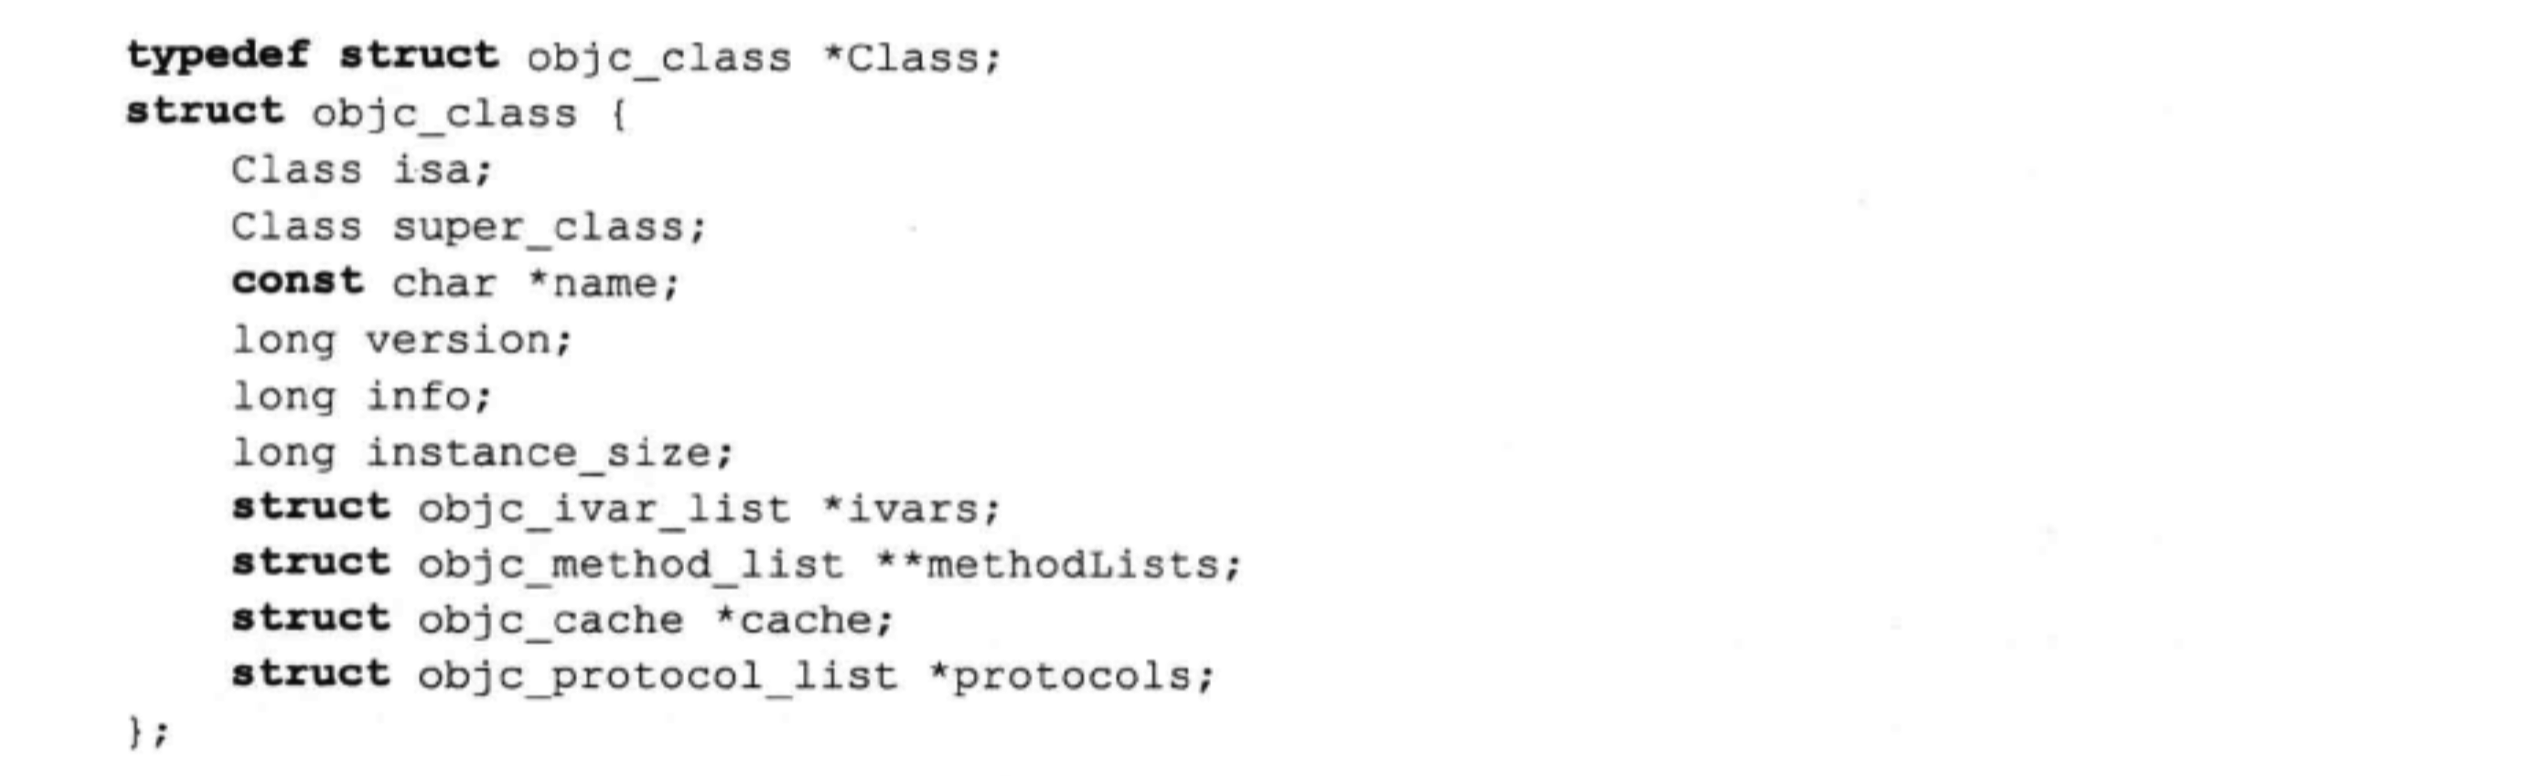 typedef struct objc_class *Class;
struct objc_class {
    Class isa;
    Class super_class;
    const char *name;
    long version;
    long info;
    long instance_size;
    struct objc_ivar_list *ivars;
    struct objc_method_list **methodLists;
    struct objc_cache *cache;
    struct objc_protocol_list *protocols;
};